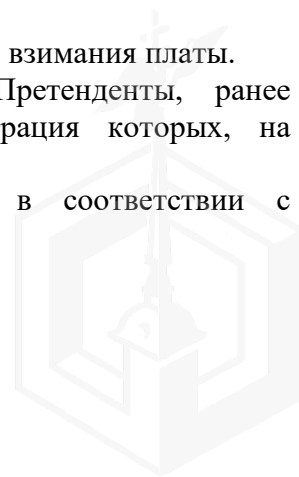 взимания платы.
Претенденты, ранее
рация которых, на
в соответствии с